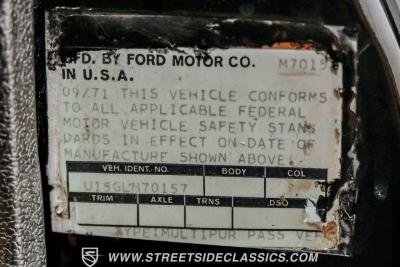 MFD. BY FORD MOTOR CO. M7015
IN U.S.A.
09/71 THIS VEHICLE CONFORMS
TO ALL APPLICABLE FEDERAL
MOTOR VEHICLE SAFETY STAN
DARDS IN EFFECT ON DATE OF
MANUFACTURE SHOWN ABOVE.
VEH. IDENT. NO. BODY COL
U15GLM70157
TRIM AXLE TRNS DSO
TYPE:MULTIPUR PASS VEH
WWW.STREETSIDECLASSICS.COM